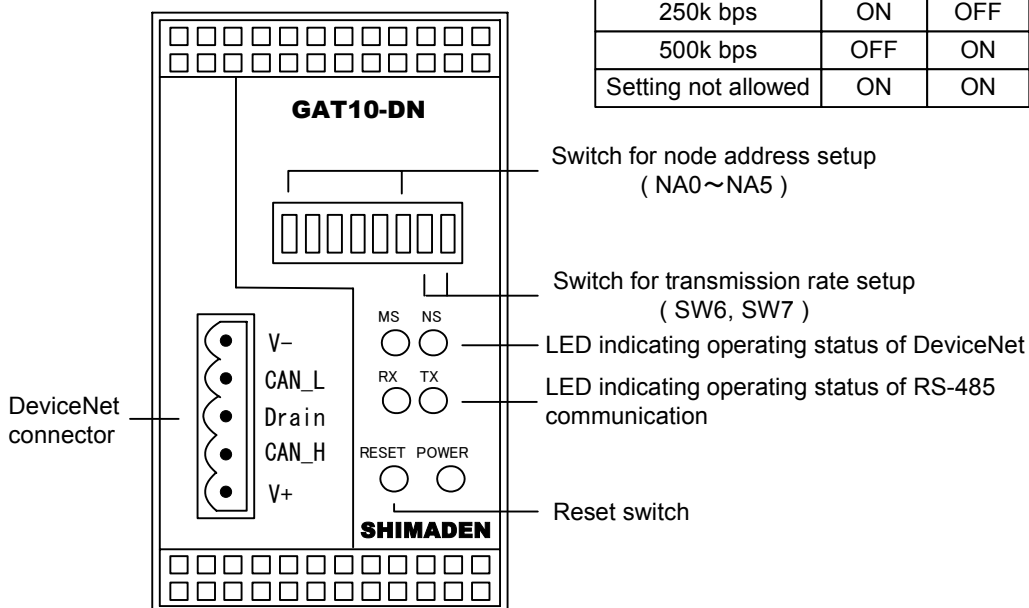 250k bps ON OFF
500k bps OFF ON
Setting not allowed ON ON
GAT10-DN
Switch for node address setup
( NA0～NA5 )
Switch for transmission rate setup
( SW6, SW7 )
MS NS
LED indicating operating status of DeviceNet
RX TX
LED indicating operating status of RS-485
communication
DeviceNet
connector
V-
CAN_L
Drain
CAN_H
V+
RESET POWER
Reset switch
SHIMADEN